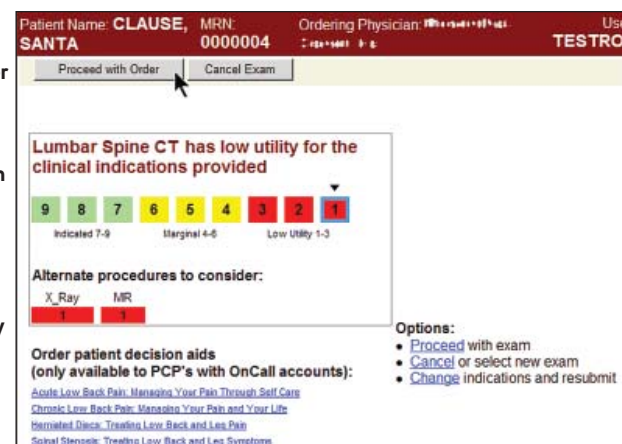 Patient Name: CLAUSE, MRN: Ordering Physician: Use
SANTA 0000004 TESTRO
Proceed with Order Cancel Exam
r
n
Lumbar Spine CT has low utility for the
clinical indications provided
9 8 7 6 5 4 3 2 1
Indicated 7-9 Marginal 4-6 Low Utility 1-3
Alternate procedures to consider:
X_Ray MR
1 1
y
Options:
• Proceed with exam
• Cancel or select new exam
• Change indications and resubmit
Order patient decision aids
(only available to PCP's with OnCall accounts):
Acute Low Back Pain: Managing Your Pain Through Self Care
Chronic Low Back Pain: Managing Your Pain and Your Life
Herniated Discs: Treating Low Back and Leg Pain
Spinal Stenosis: Treating Low Back and Leg Symptoms